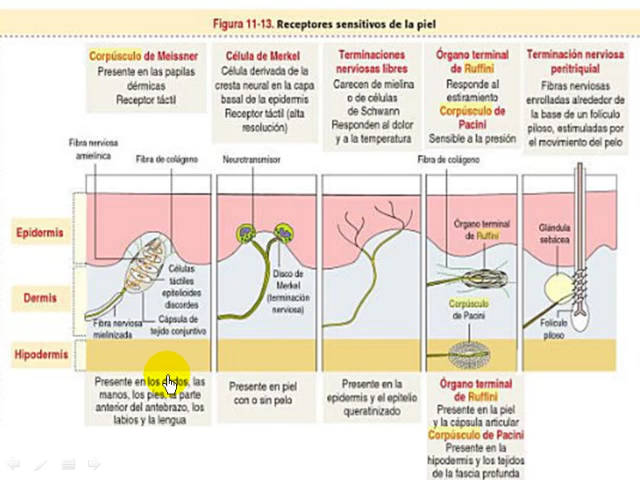 Figura 11-13. Receptores sensitivos de la piel
Corpúsculo de Meissner
Presente en las papilas
dérmicas
Receptor táctil
Célula de Merkel
Célula derivada de la
cresta neural en la capa
basal de la epidermis
Receptor táctil (alta
resolución)
Terminaciones
nerviosas libres
Carecen de mielina
o de células
de Schwann
Responden al dolor
y a la temperatura
Órgano terminal
de Ruffini
Responde al
estiramiento
Corpúsculo de
Pacini
Sensible a la presión
Terminación nerviosa
peritriquial
Fibras nerviosas
enrolladas alrededor de
la base de un folículo
piloso, estimuladas por
el movimiento del pelo
Fibra nerviosa
amielínica
Fibra de colágeno
Neurotransmisor
Fibra de colágeno
Epidermis
Dermis
Hipodermis
Células
táctiles
epitelioides
discordes
Cápsula de
tejido conjuntivo
Fibra nerviosa
mielinizada
Disco de
Merkel
(terminación
nerviosa)
Órgano terminal
de Ruffini
Corpúsculo
de Pacini
Glándula
sebácea
Folículo
piloso
Presente en los dedos, las
manos, los pies, la parte
anterior del antebrazo, los
labios y la lengua
Presente en piel
con o sin pelo
Presente en la
epidermis y el epitelio
queratinizado
Órgano terminal
de Ruffini
Presente en la piel
y la cápsula articular
Corpúsculo de Pacini
Presente en la
hipodermis y los tejidos
de la fascia profunda